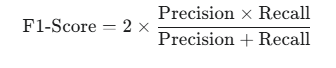 F1-Score = 2 × Precision × Recall / Precision + Recall